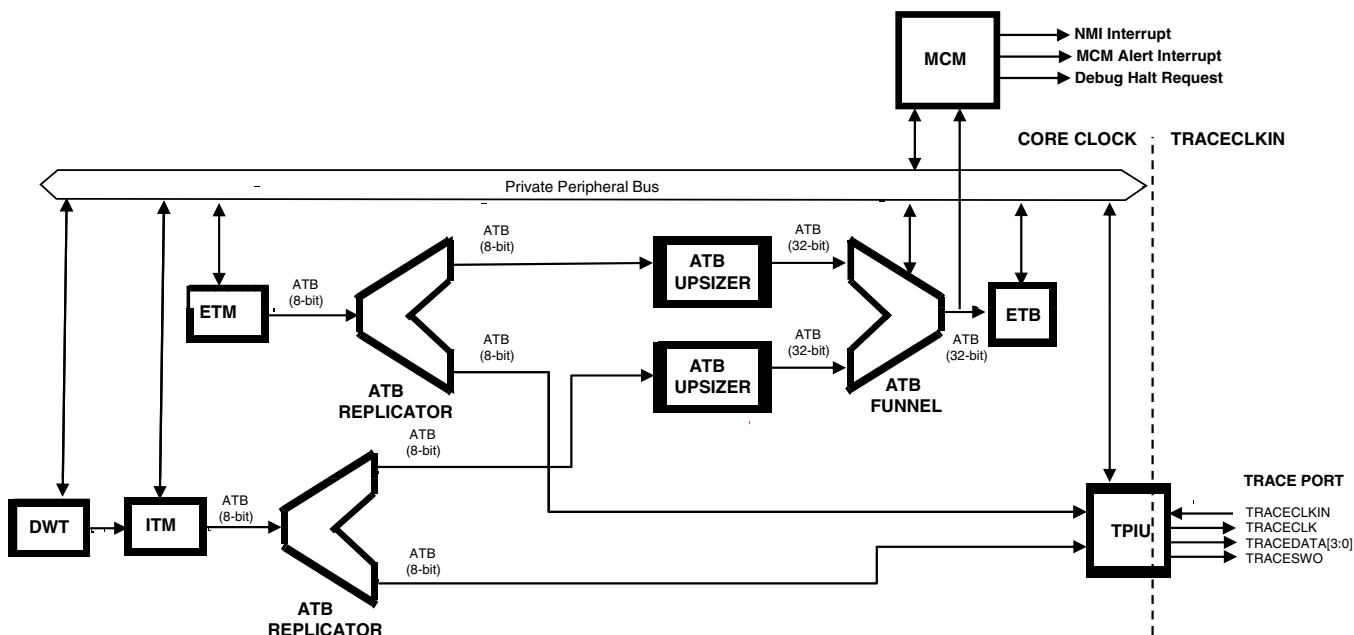 MCM
NMI Interrupt
MCM Alert Interrupt
Debug Halt Request
CORE CLOCK
TRACECLKIN
Private Peripheral Bus
ATB
(8-bit)
ATB
UPSIZER
ATB
(32-bit)
ETM
ATB
(8-bit)
ATB
(8-bit)
ATB
UPSIZER
ATB
(32-bit)
ATB
(32-bit)
ETB
ATB
REPLICATOR
ATB
FUNNEL
ATB
(8-bit)
DWT
ITM
ATB
(8-bit)
ATB
(8-bit)
ATB
REPLICATOR
TPIU
TRACE PORT
TRACECLKIN
TRACECLK
TRACEDATA[3:0]
TRACESWO